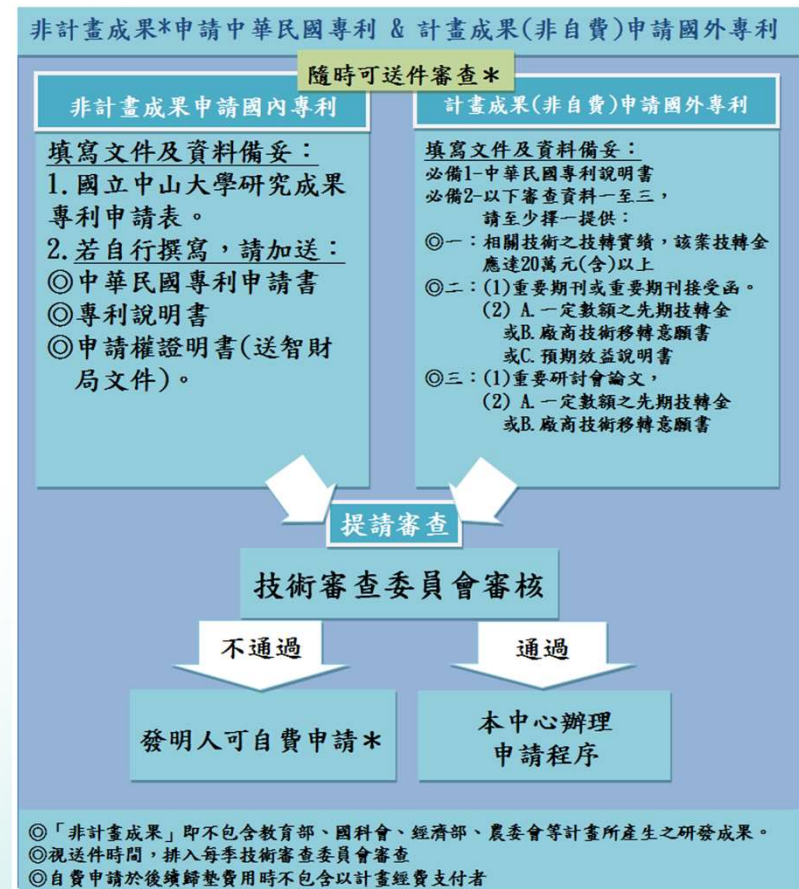 非計畫成果*申請中華民國專利 & 計畫成果(非自費)申請國外專利
隨時可送件審查*
非計畫成果申請國內專利
填寫文件及資料備妥：
1.國立中山大學研究成果
專利申請表。
2.若自行撰寫，請加送：
◎中華民國專利申請書
◎專利說明書
◎申請權證明書(送智財
局文件)。
計畫成果(非自費)申請國外專利
填寫文件及資料備妥：
必備1-中華民國專利說明書
必備2-以下審查資料一至三，
請至少擇一提供：
◎一：相關技術之技轉實績，該案技轉金
應達20萬元(含)以上
◎二：(1)重要期刊或重要期刊接受函。
(2) A.一定數額之先期技轉金
或B.廠商技術移轉意願書
或C.預期效益說明書
◎三：(1)重要研討會論文，
(2) A.一定數額之先期技轉金
或B.廠商技術移轉意願書
提請審查
技術審查委員會審核
不通過
通過
發明人可自費申請*
本中心辦理
申請程序
◎「非計畫成果」即不包含教育部、國科會、經濟部、農委會等計畫所產生之研發成果。
◎視送件時間，排入每季技術審查委員會審查
◎自費申請於後續歸墊費用時不包含以計畫經費支付者